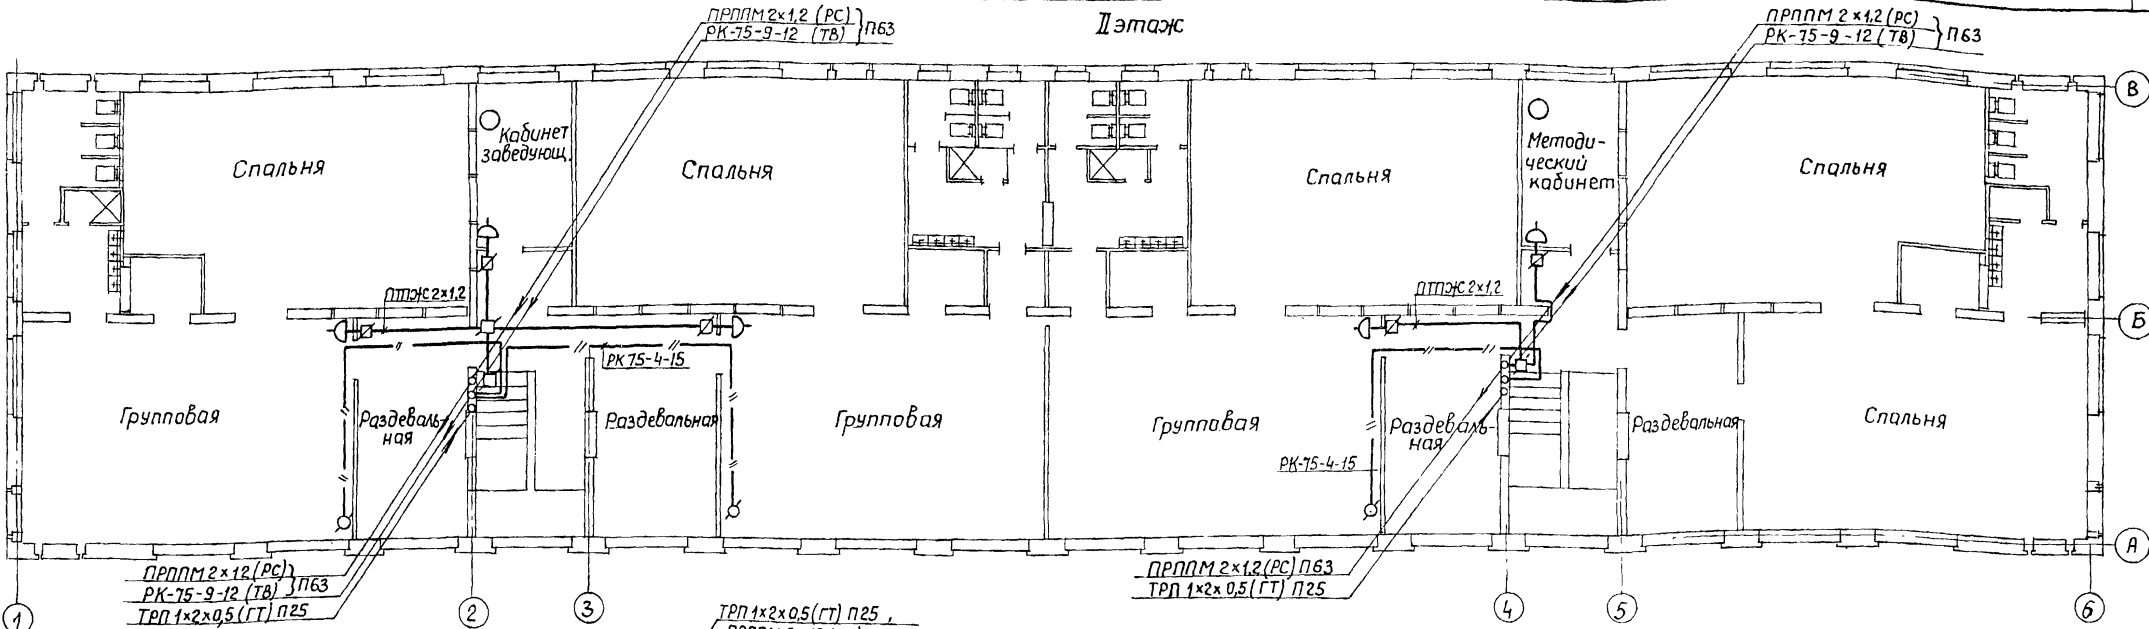 ПРППМ 2×1,2 (РС)
РК-75-9-12 (ТВ)
}П63
II этаж
ПРППМ 2×1,2 (РС)
РК-75-9-12 (ТВ)
}П63
В
Спальня
Кабинет
заведующ.
Спальня
Спальня
Методи-
ческий
кабинет
Спальня
ПТПЖ 2×1,2
ПТПЖ 2×1,2
Б
РК 75-4-15
Групповая
Раздеваль-
ная
Раздевальная
Групповая
Групповая
Раздеваль-
ная
Раздевальная
Спальня
РК-75-4-15
А
ПРППМ 2×12 (РС)
РК-75-9-12 (ТВ)
}П63
ТРП 1×2×0,5 (ГТ) П25
ПРППМ 2×1,2 (РС) П63
ТРП 1×2×0,5 (ГТ) П25
1
2
3
4
5
6
ТРП 1×2×0,5 (ГТ) П25